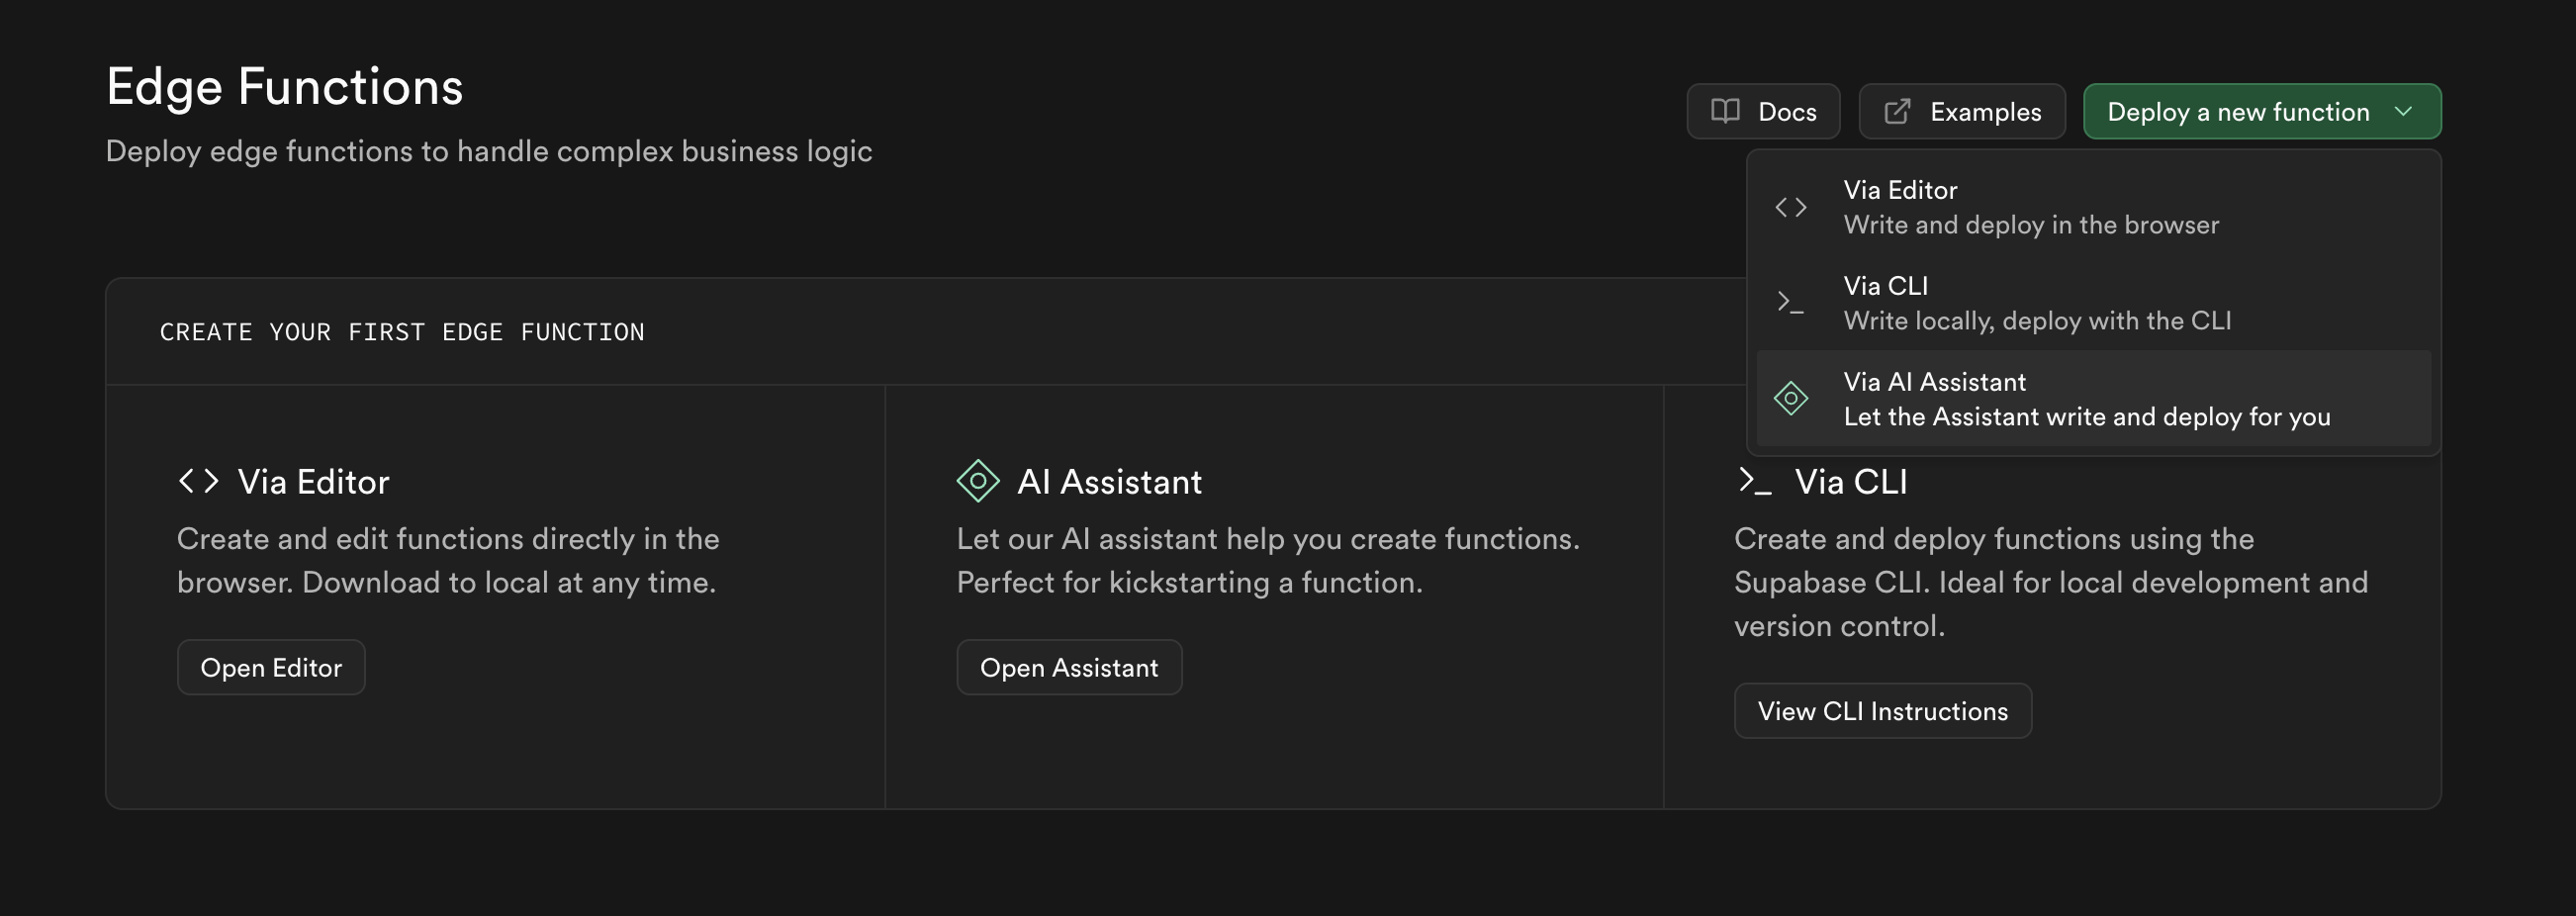 Edge Functions
Deploy edge functions to handle complex business logic
Docs
Examples
Deploy a new function
Via Editor
Write and deploy in the browser
Via CLI
Write locally, deploy with the CLI
Via AI Assistant
Let the Assistant write and deploy for you
CREATE YOUR FIRST EDGE FUNCTION
Via Editor
Create and edit functions directly in the
browser. Download to local at any time.
Open Editor
AI Assistant
Let our AI assistant help you create functions.
Perfect for kickstarting a function.
Open Assistant
Via CLI
Create and deploy functions using the
Supabase CLI. Ideal for local development and
version control.
View CLI Instructions